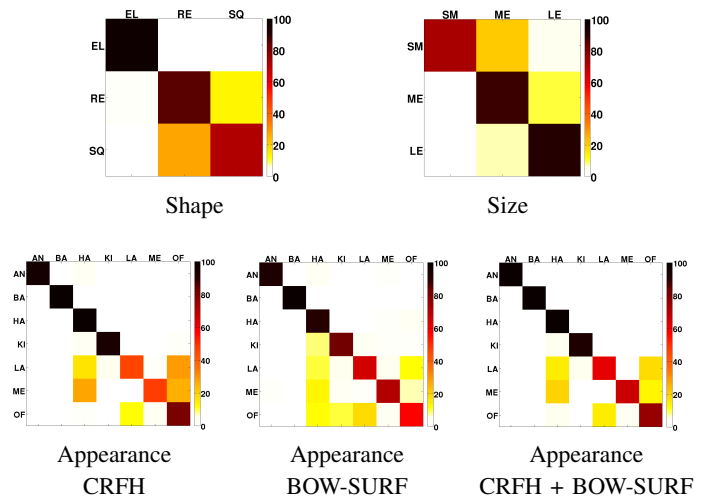 EL RE SQ
100
EL
80
60
RE
40
SQ
20
0
Shape
SM ME LE
100
SM
80
60
ME
40
LE
20
0
Size
AN BA HA KI LA ME OF
100
AN
BA
80
HA
60
KI
40
LA
ME
20
OF
0
Appearance
CRFH
AN BA HA KI LA ME OF
100
AN
BA
80
HA
60
KI
40
LA
ME
20
OF
0
Appearance
BOW-SURF
AN BA HA KI LA ME OF
100
AN
BA
80
HA
60
KI
40
LA
ME
20
OF
0
Appearance
CRFH + BOW-SURF